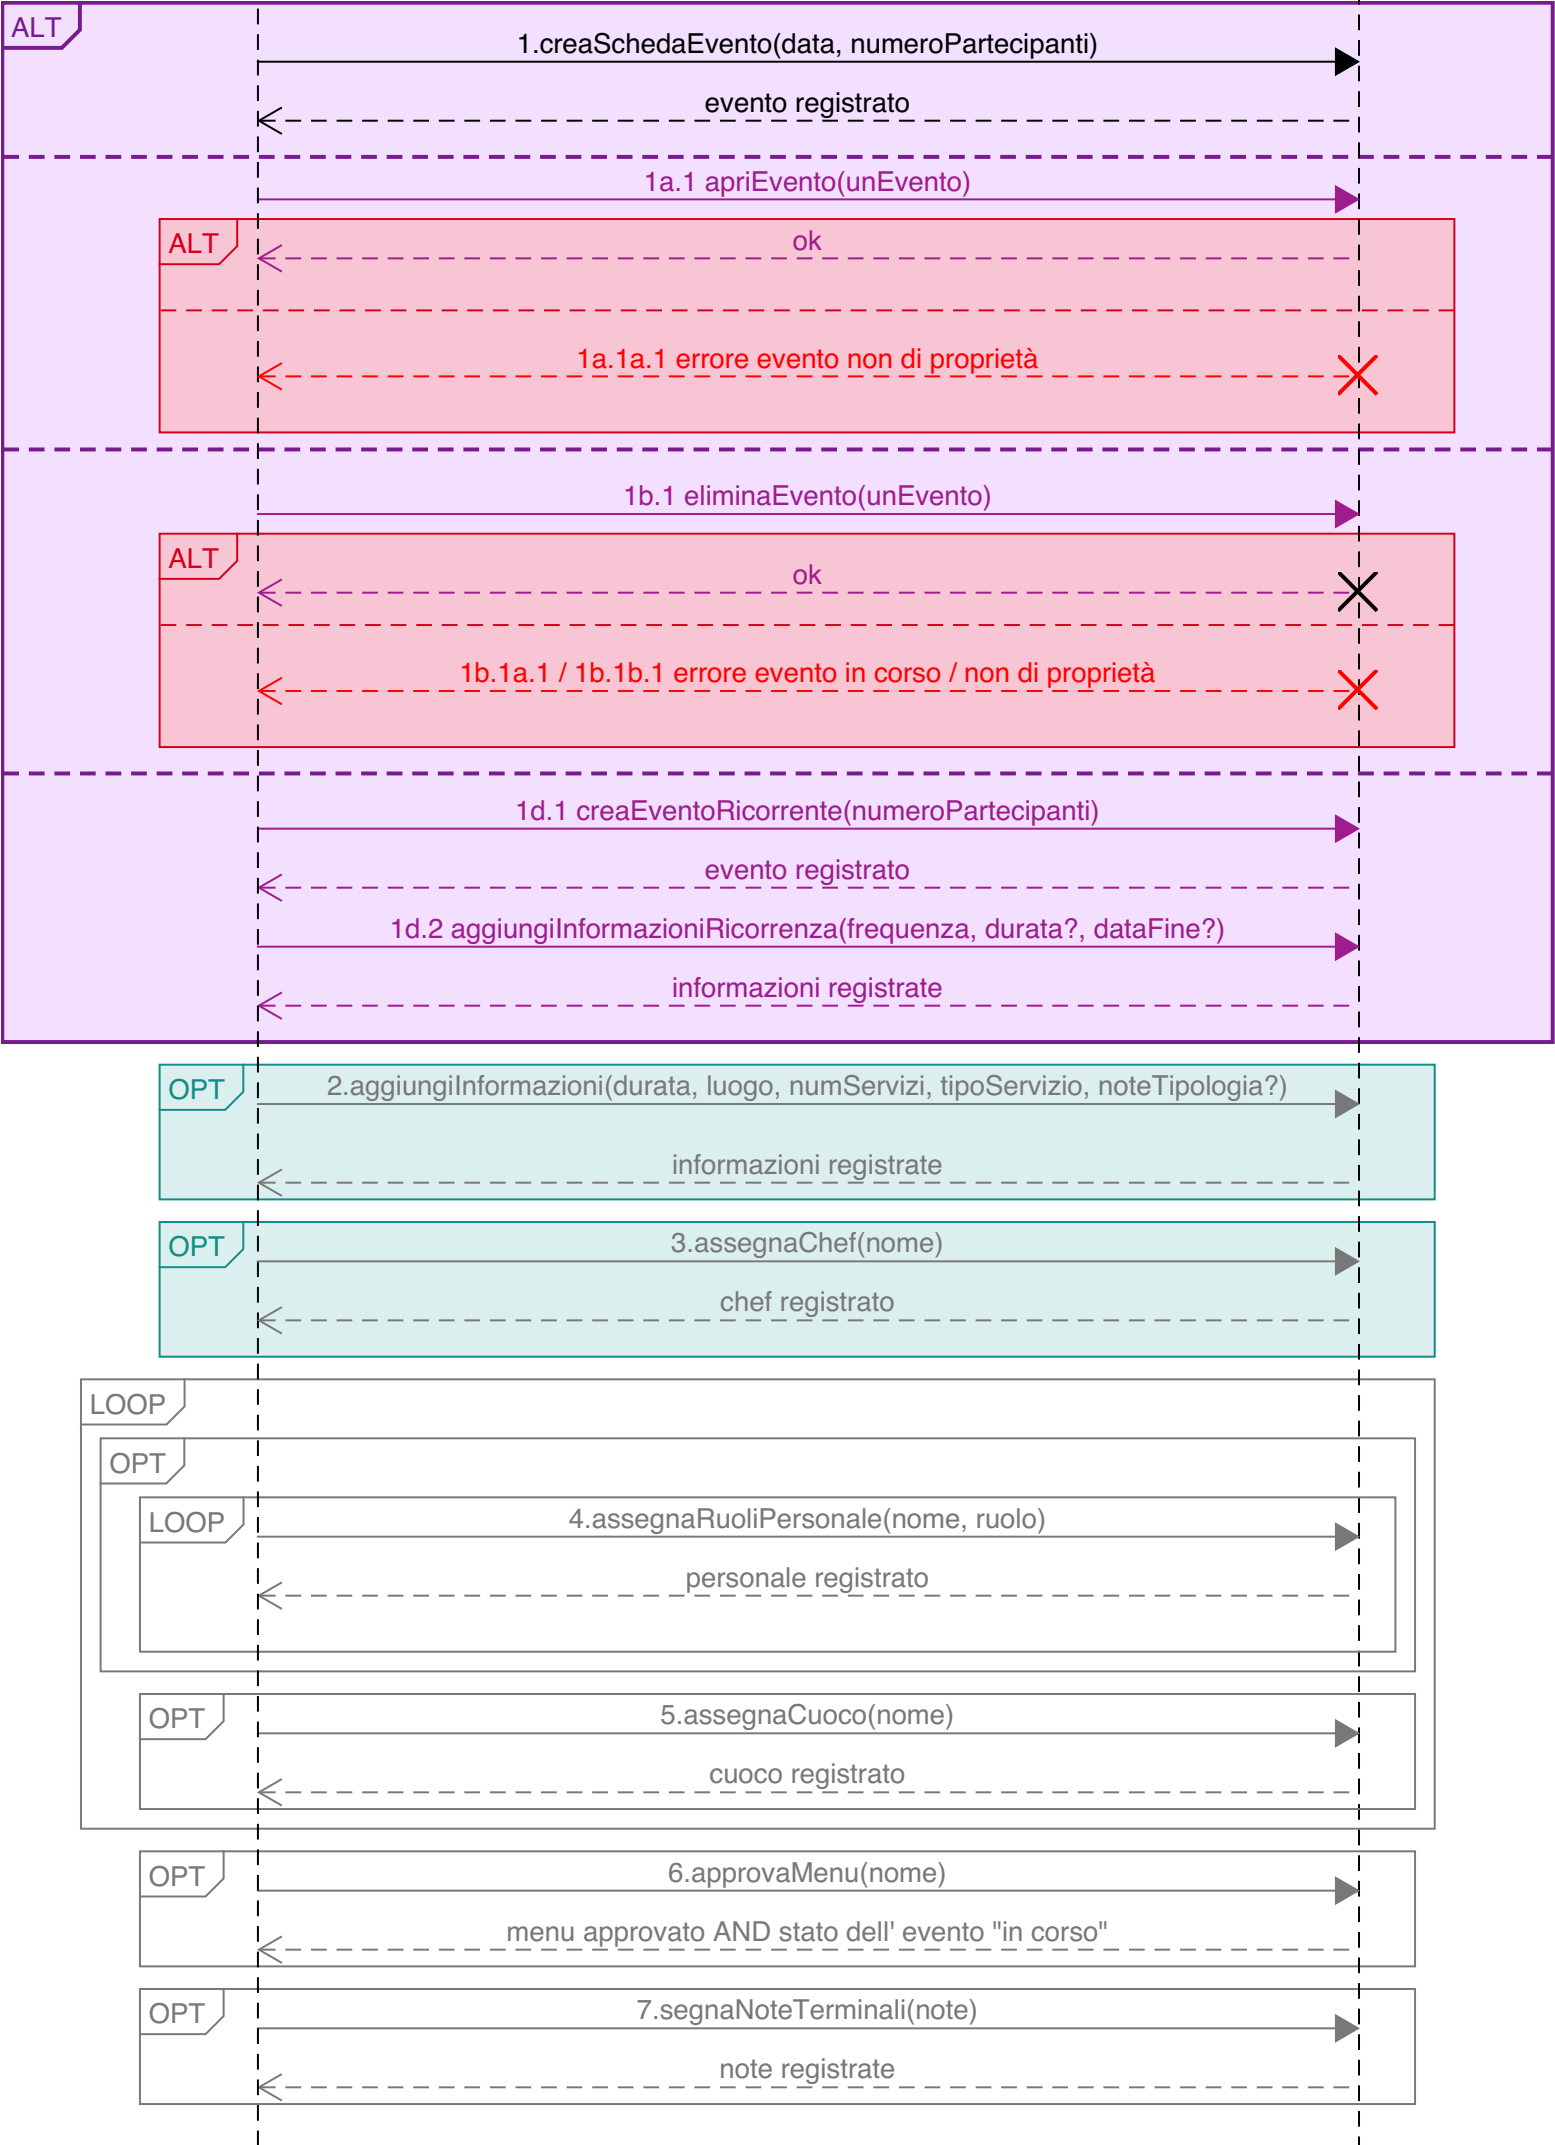 ALT
1.creaSchedaEvento(data, numeroPartecipanti)
evento registrato
1a.1 apriEvento(unEvento)
ALT
ok
1a.1a.1 errore evento non di proprietà
1b.1 eliminaEvento(unEvento)
ALT
ok
1b.1a.1 / 1b.1b.1 errore evento in corso / non di proprietà
1d.1 creaEventoRicorrente(numeroPartecipanti)
evento registrato
1d.2 aggiungiInformazioniRicorrenza(frequenza, durata?, dataFine?)
informazioni registrate
OPT
2.aggiungiInformazioni(durata, luogo, numServizi, tipoServizio, noteTipologia?)
informazioni registrate
OPT
3.assegnaChef(nome)
chef registrato
LOOP
OPT
LOOP
4.assegnaRuoliPersonale(nome, ruolo)
personale registrato
OPT
5.assegnaCuoco(nome)
cuoco registrato
OPT
6.approvaMenu(nome)
menu approvato AND stato dell' evento "in corso"
OPT
7.segnaNoteTerminali(note)
note registrate